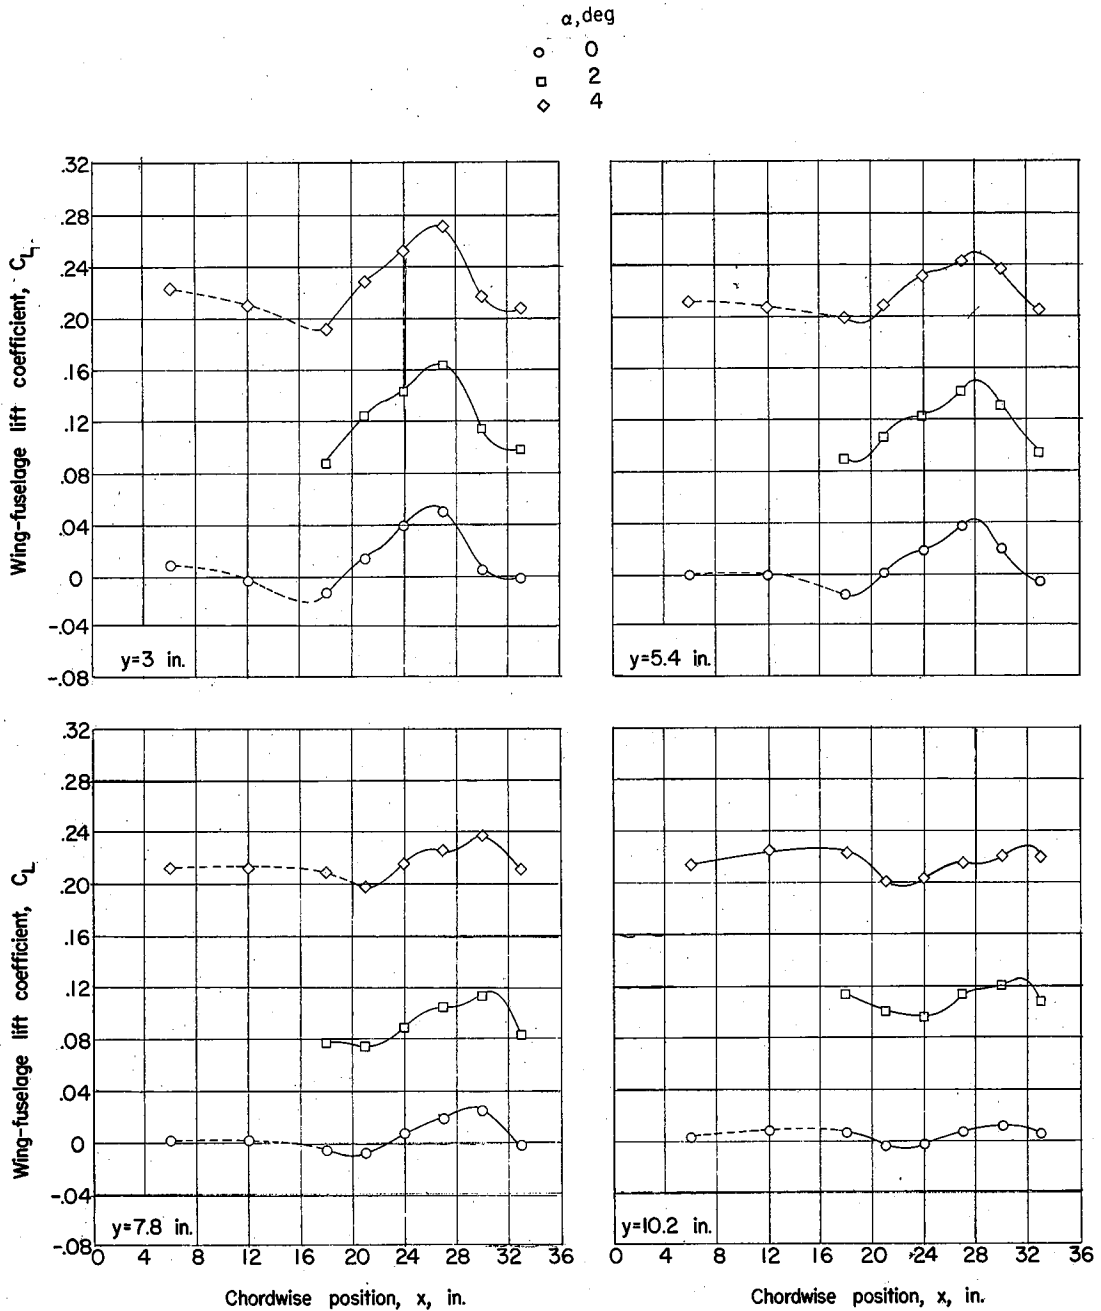 α, deg
0
2
4
.32
.28
.24
.20
.16
.12
.08
.04
0
-.04
-.08
Wing-fuselage lift coefficient, CL
y=3 in.
y=5.4 in.
.32
.28
.24
.20
.16
.12
.08
.04
0
-.04
-.08
Wing-fuselage lift coefficient, CL
y=7.8 in.
y=10.2 in.
0 4 8 12 16 20 24 28 32 36
0 4 8 12 16 20 24 28 32 36
Chordwise position, x, in.
Chordwise position, x, in.